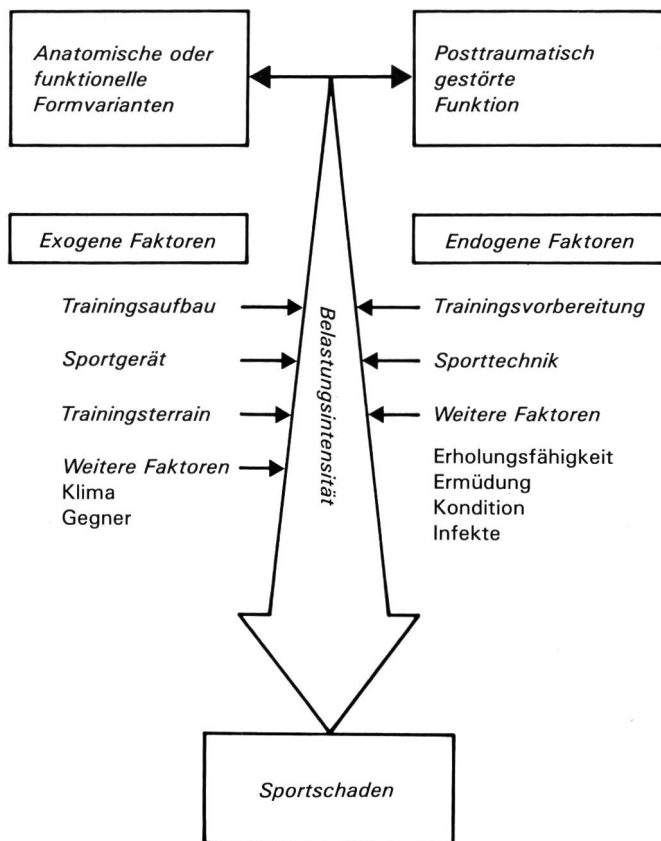 Anatomische oder
funktionelle
Formvarianten
Posttraumatisch
gestörte
Funktion
Exogene Faktoren
Endogene Faktoren
Trainingsaufbau
Sportgerät
Trainingsterrain
Weitere Faktoren
Klima
Gegner
Belastungsintensität
Trainingsvorbereitung
Sporttechnik
Weitere Faktoren
Erholungsfähigkeit
Ermüdung
Kondition
Infekte
Sportschaden